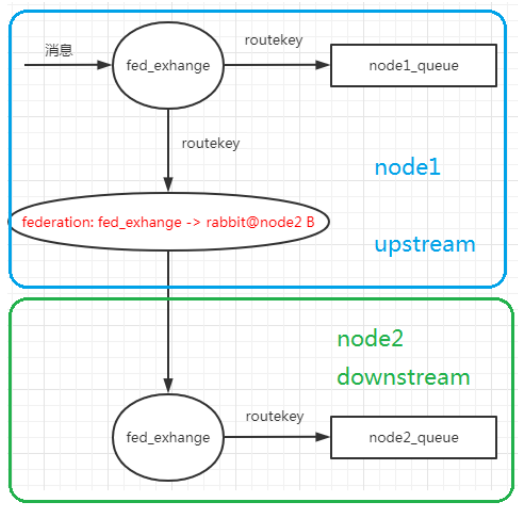 消息
fed_exhange
routekey
node1_queue
routekey
node1
federation: fed_exhange -> rabbit@node2 B
upstream
node2
downstream
fed_exhange
routekey
node2_queue